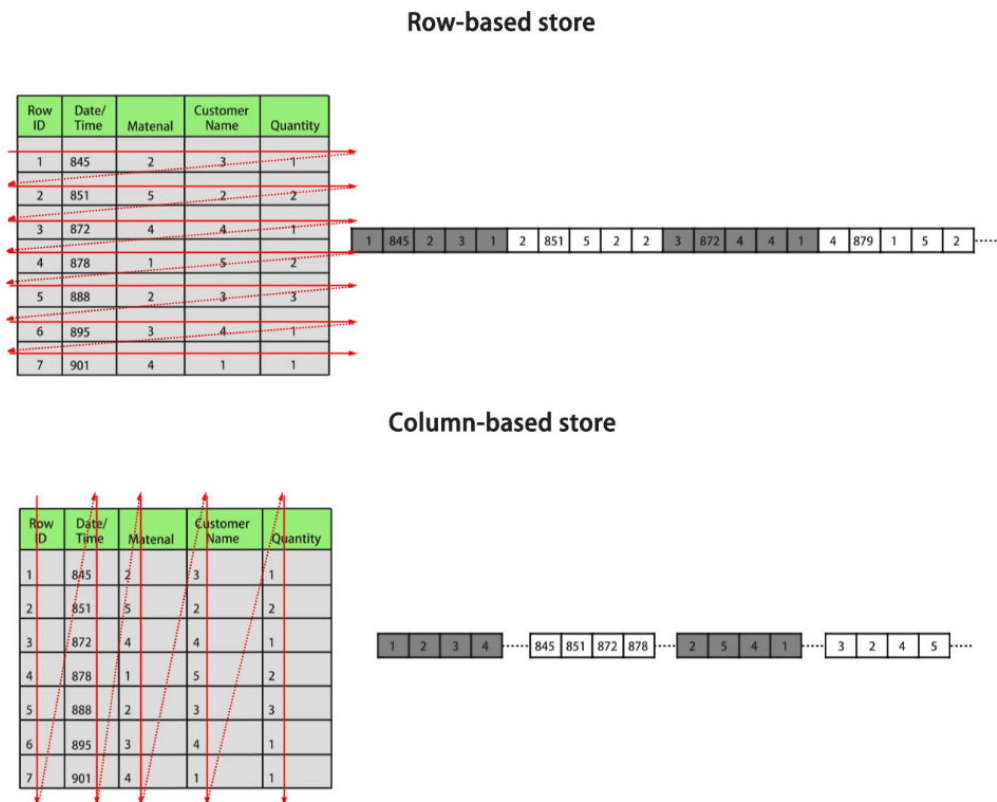 Row-based store
Row ID Date/ Time Matenal Customer Name Quantity
1 845 2 3 1
2 851 5 2 2
3 872 4 4 1
4 878 1 5 2
5 888 2 3 3
6 895 3 4 1
7 901 4 1 1
1 845 2 3 1 2 851 5 2 2 3 872 4 4 1 4 879 1 5 2
Column-based store
Row ID Date/ Time Matenal Customer Name Quantity
1 845 2 3 1
2 851 5 2 2
3 872 4 4 1
4 878 1 5 2
5 888 2 3 3
6 895 3 4 1
7 901 4 1 1
1 2 3 4 845 851 872 878 2 5 4 1 3 2 4 5